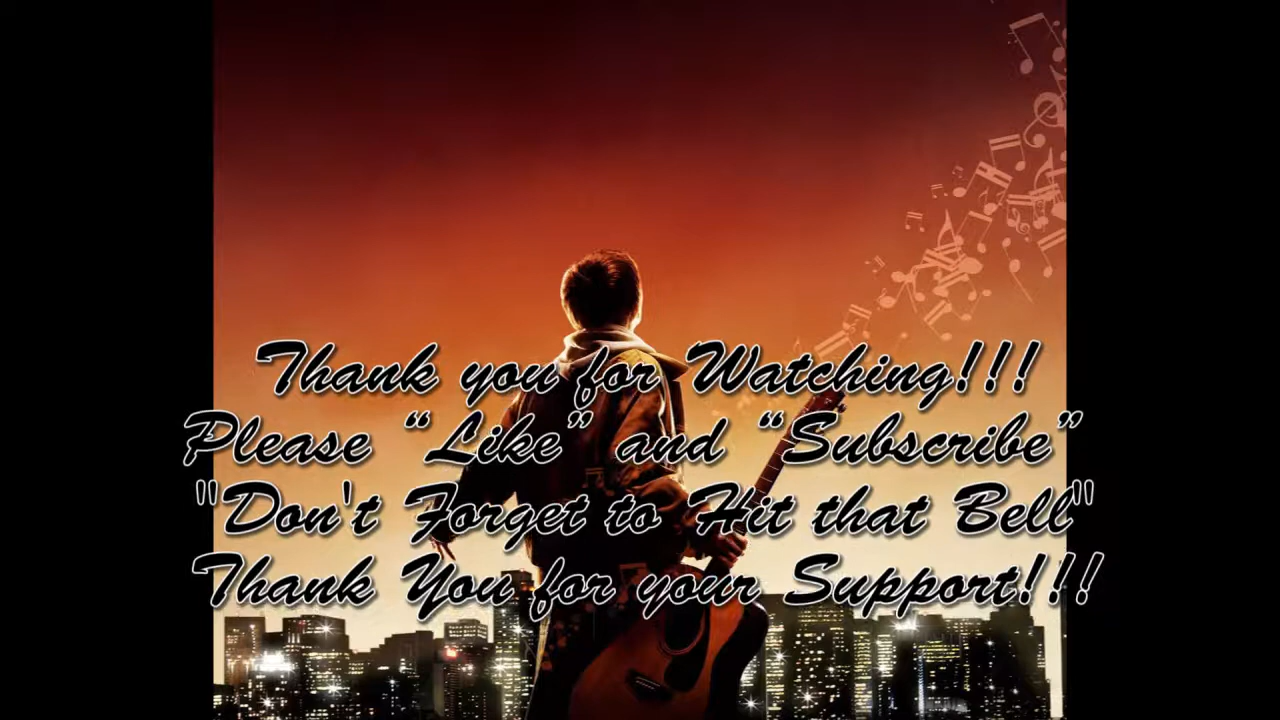 Thank you for Watching!!!
Please “Like” and “Subscribe”
"Don't Forget to Hit that Bell"
Thank You for your Support!!!